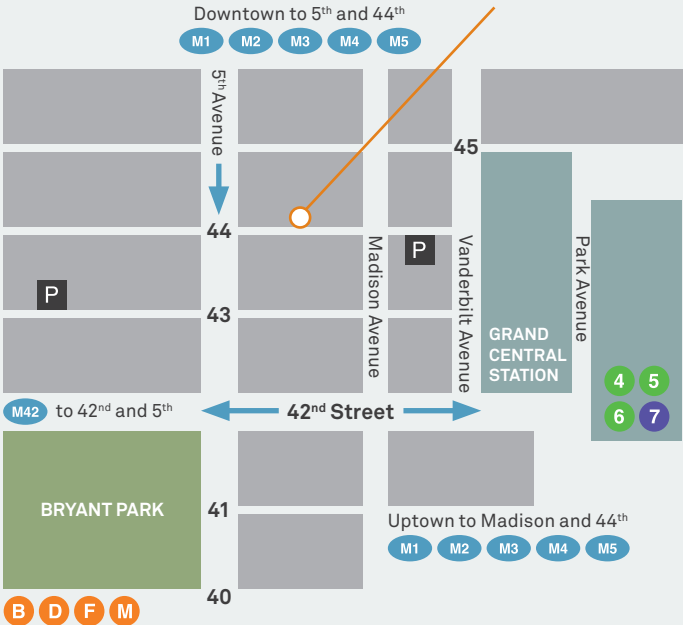 Downtown to 5th and 44th
M1 M2 M3 M4 M5
5th Avenue
45
44
Madison Avenue
P
Vanderbilt Avenue
Park Avenue
P
43
GRAND
CENTRAL
STATION
4 5
6 7
M42 to 42nd and 5th
42nd Street
BRYANT PARK
41
Uptown to Madison and 44th
M1 M2 M3 M4 M5
40
B D F M